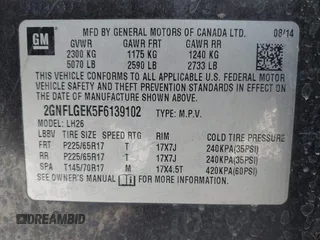 GM
MFD BY GENERAL MOTORS OF CANADA LTD.
08/14
GVWR GAWR FRT GAWR RR
2300 KG 1175 KG 1240 KG
5070 LB 2590 LB 2733 LB
THIS VEHICLE CONFORMS TO ALL APPLICABLE U.S.
FEDERAL MOTOR VEHICLE SAFETY, BUMPER, AND
THEFT PREVENTION STANDARDS IN EFFECT ON THE
DATE OF MANUFACTURE SHOWN ABOVE.
2GNFLGEK5F6139102 TYPE: M.P.V.
MODEL: LH26
LBBV TIRE SIZE SPEED RTG RIM COLD TIRE PRESSURE
FRT P225/65R17 T 17X7J 240KPA(35PSI)
RR P225/65R17 T 17X7J 240KPA(35PSI)
SPA T145/70R17 M 17X4.5T 420KPA(60PSI)
SEE OWNER'S MANUAL FOR ADDITIONAL INFORMATION.
DREAMBID